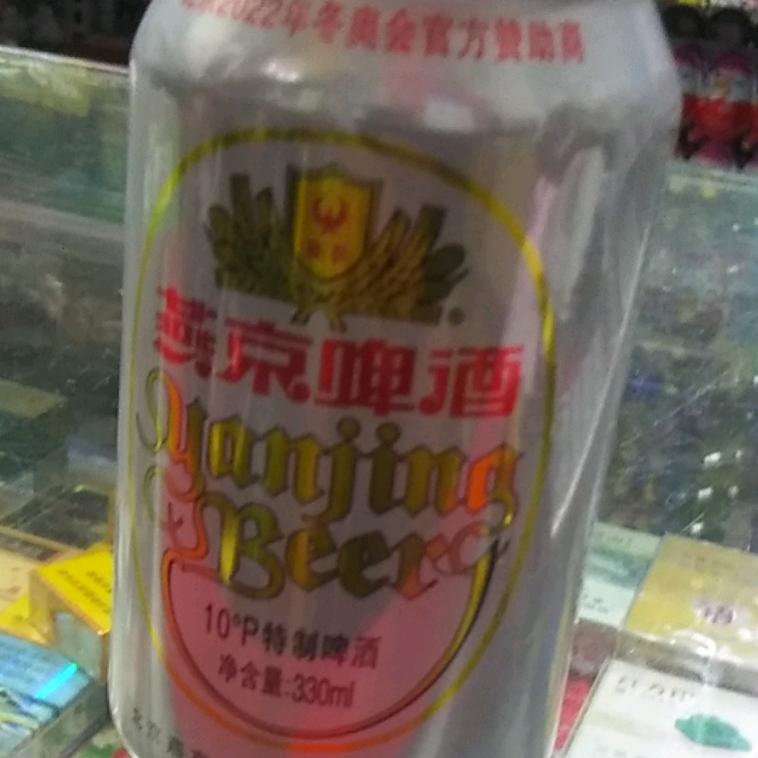 2022年冬奥会官方赞助商
燕京啤酒
Yanjing
Beer
10°P特制啤酒
净含量:330ml